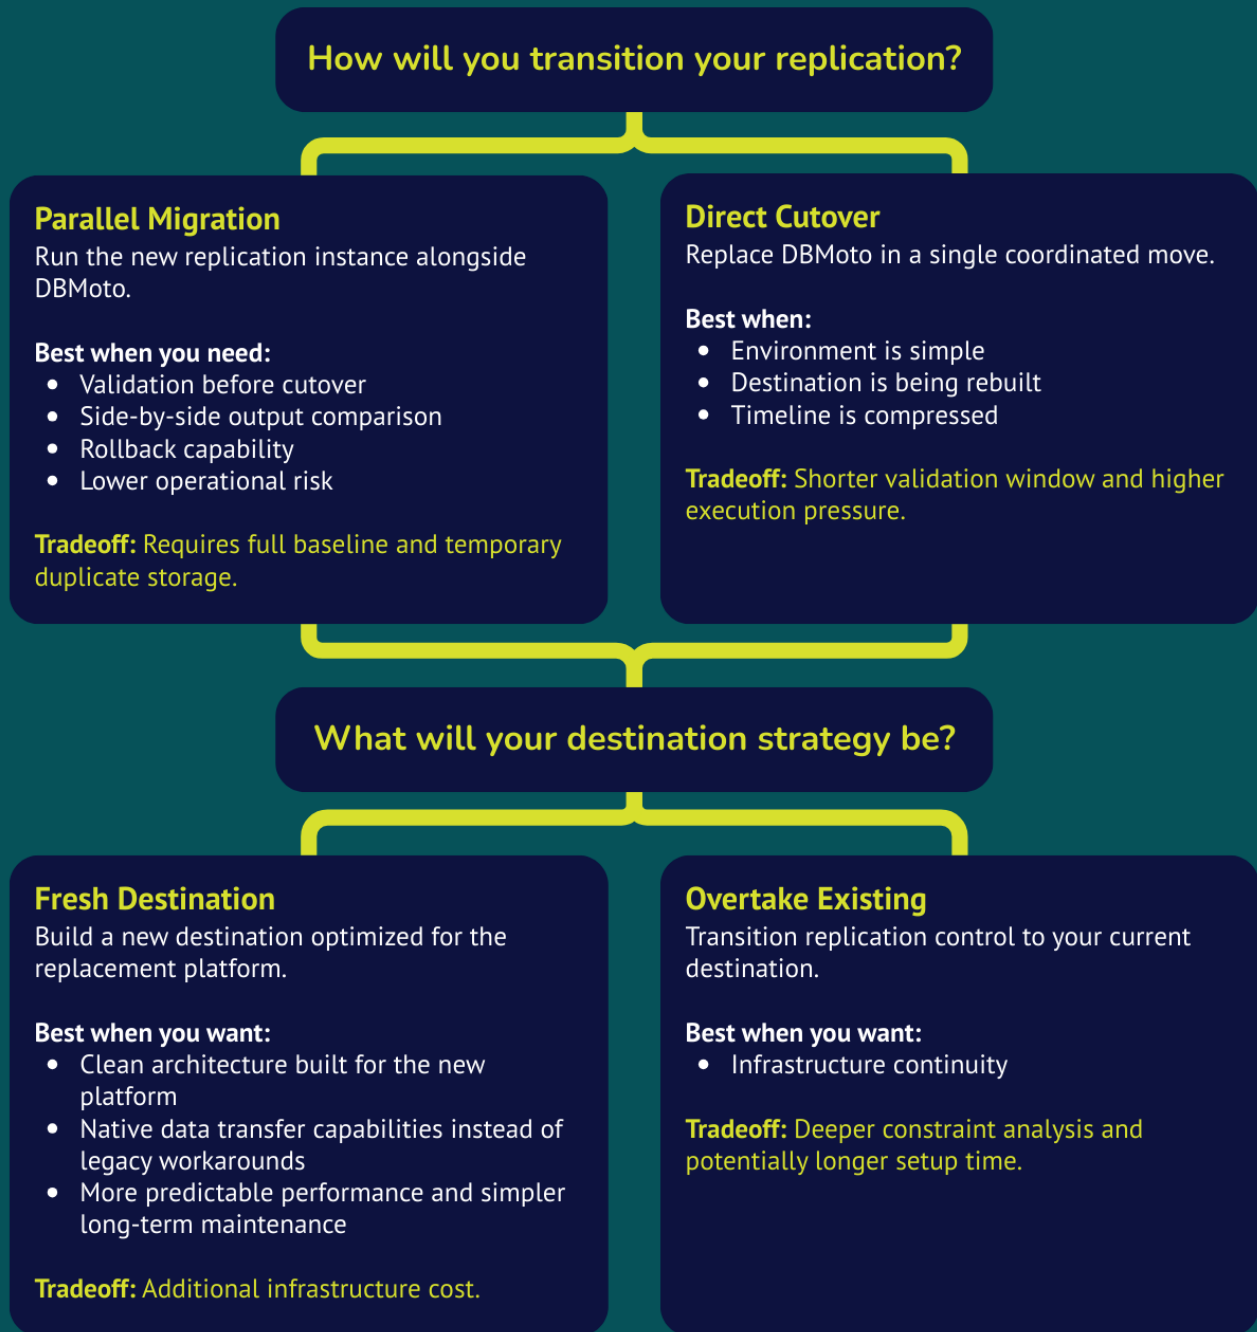 How will you transition your replication?
Parallel Migration
Run the new replication instance alongside
DBMoto.
Best when you need:
• Validation before cutover
• Side-by-side output comparison
• Rollback capability
• Lower operational risk
Tradeoff: Requires full baseline and temporary
duplicate storage.
Direct Cutover
Replace DBMoto in a single coordinated move.
Best when:
• Environment is simple
• Destination is being rebuilt
• Timeline is compressed
Tradeoff: Shorter validation window and higher
execution pressure.
What will your destination strategy be?
Fresh Destination
Build a new destination optimized for the
replacement platform.
Best when you want:
• Clean architecture built for the new
platform
• Native data transfer capabilities instead of
legacy workarounds
• More predictable performance and simpler
long-term maintenance
Tradeoff: Additional infrastructure cost.
Overtake Existing
Transition replication control to your current
destination.
Best when you want:
• Infrastructure continuity
Tradeoff: Deeper constraint analysis and
potentially longer setup time.